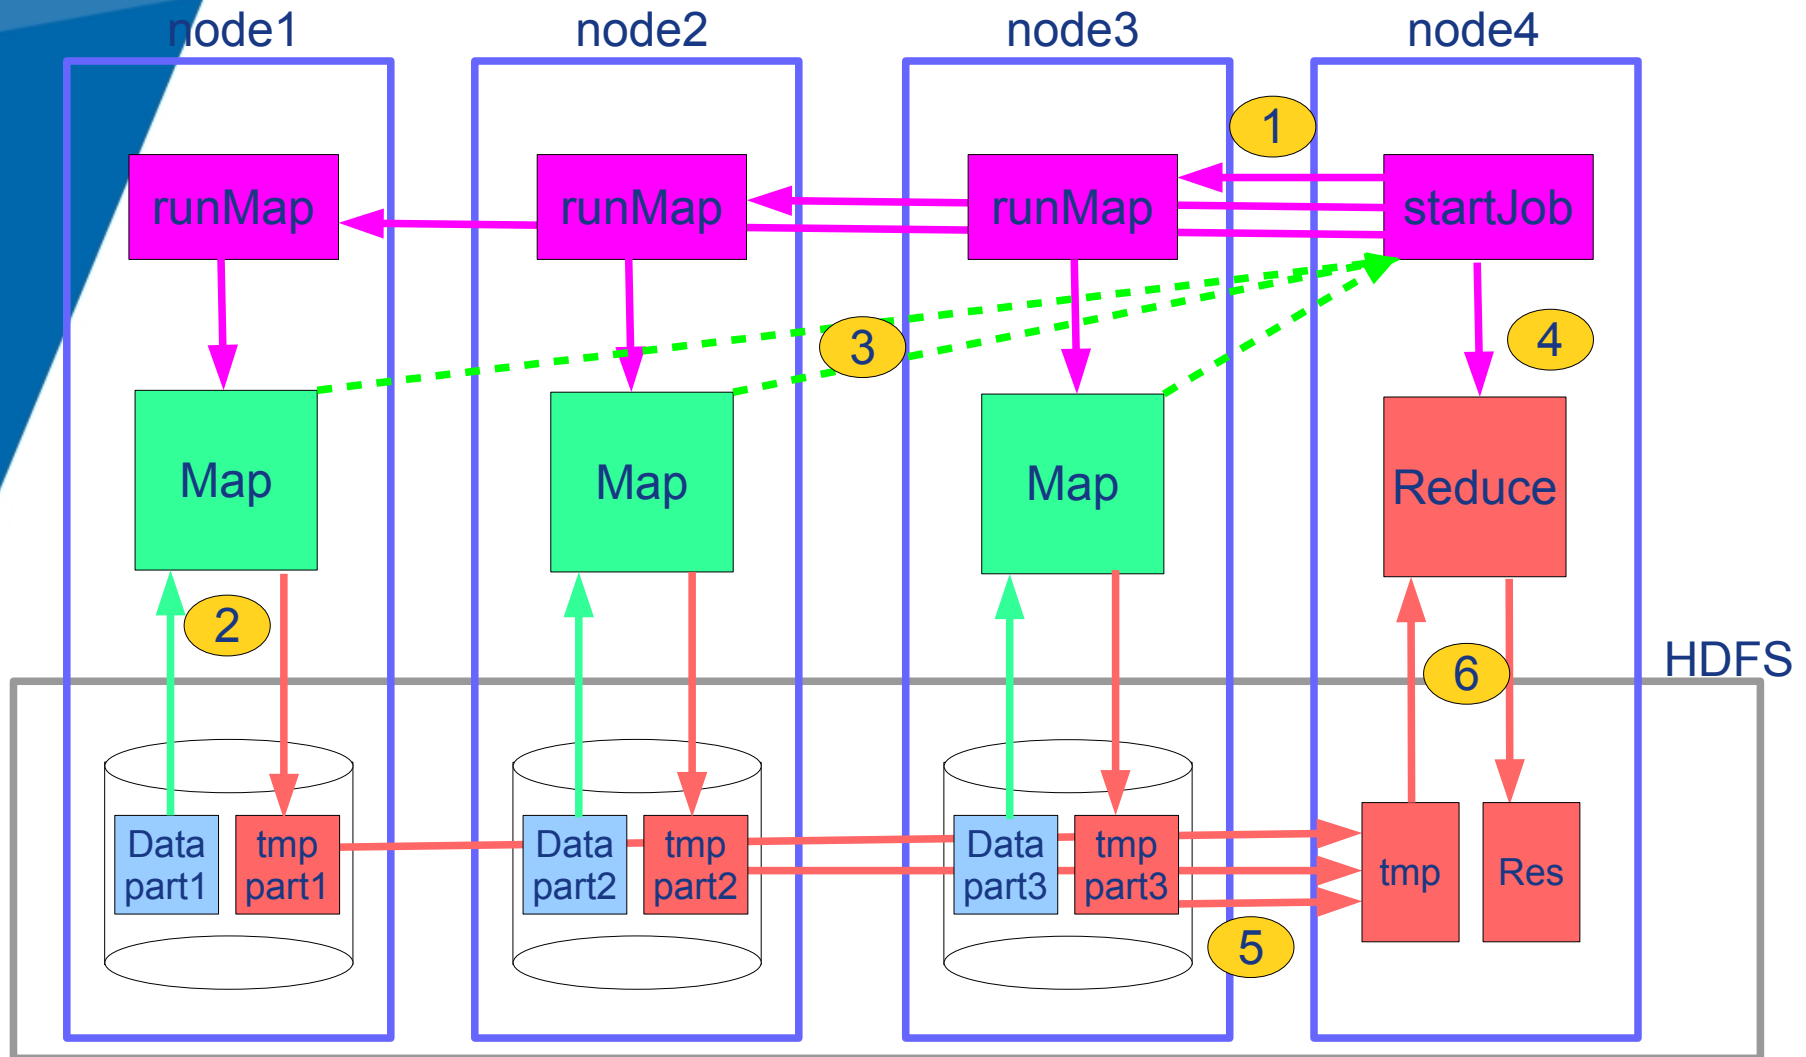 node1 node2 node3 node4
1
runMap runMap runMap startJob
3 4
Map Map Map Reduce
2
HDFS
6
Data tmp Data tmp Data tmp
part1 part1 part2 part2 part3 part3 tmp Res
5